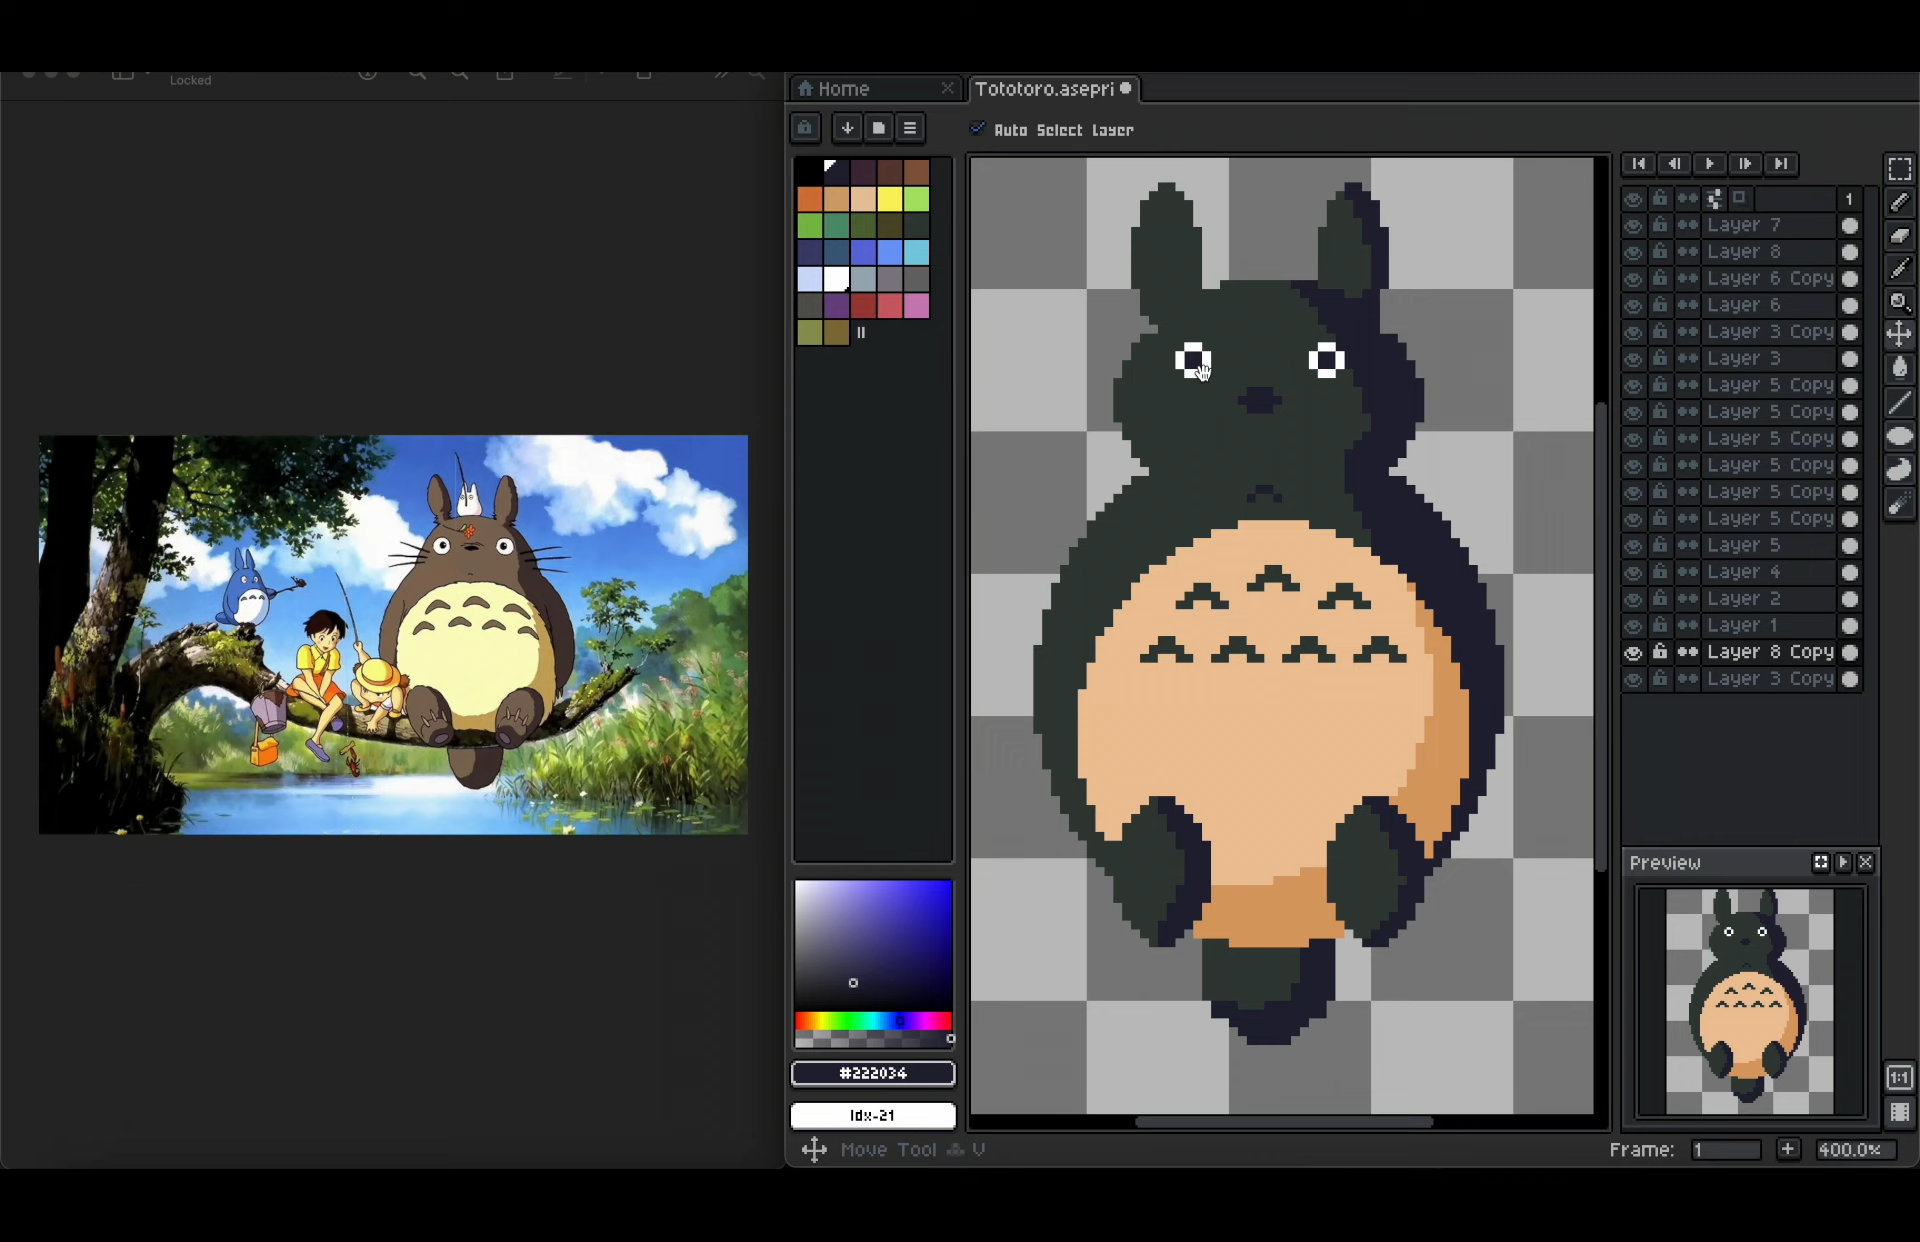 Locked
Home
Tototoro.asepri
Auto Select Layer
1
Layer 7
Layer 8
Layer 6 Copy
Layer 6
Layer 3 Copy
Layer 3
Layer 5 Copy
Layer 5 Copy
Layer 5 Copy
Layer 5 Copy
Layer 5 Copy
Layer 5 Copy
Layer 5
Layer 4
Layer 2
Layer 1
Layer 8 Copy
Layer 3 Copy
Preview
1:1
#222034
Idx-21
Move Tool V
Frame: 1 + 400.0%